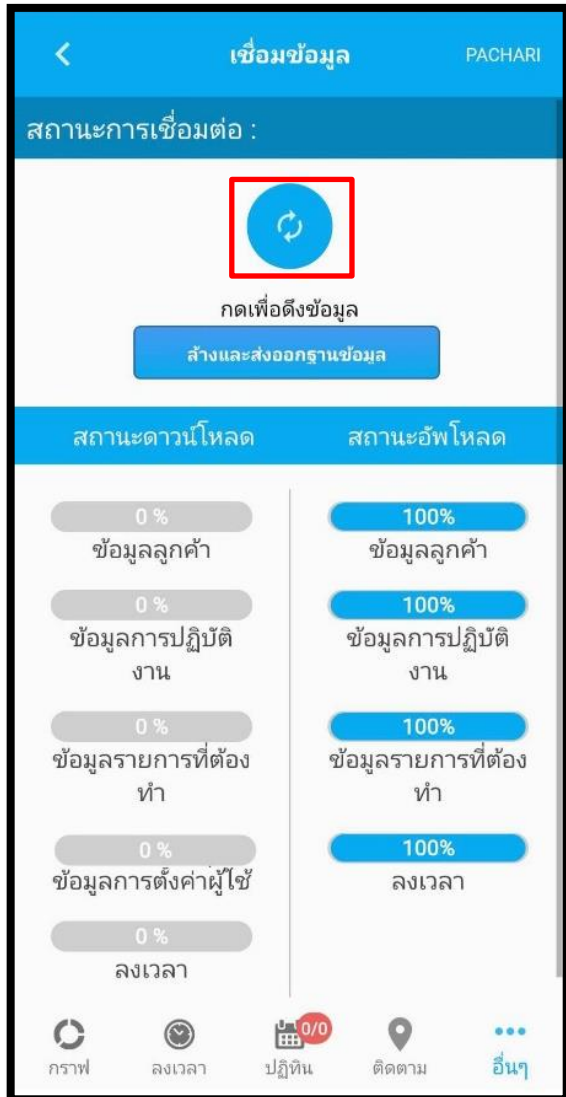 เชื่อมข้อมูล
PACHARI
สถานะการเชื่อมต่อ :
กดเพื่อดึงข้อมูล
ล้างและส่งออกฐานข้อมูล
สถานะดาวน์โหลด
สถานะอัพโหลด
0 %
100%
ข้อมูลลูกค้า
ข้อมูลลูกค้า
0 %
100%
ข้อมูลการปฏิบัติ
งาน
ข้อมูลการปฏิบัติ
งาน
0 %
100%
ข้อมูลรายการที่ต้อง
ทำ
ข้อมูลรายการที่ต้อง
ทำ
0 %
100%
ข้อมูลการตั้งค่าผู้ใช้
ลงเวลา
0 %
ลงเวลา
0/0
กราฟ
ลงเวลา
ปฏิทิน
ติดตาม
อื่นๆ